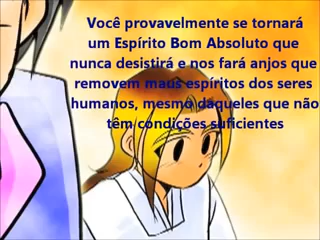 Você provavelmente se tornará
um Espírito Bom Absoluto que
nunca desistirá e nos fará anjos que
removem maus espíritos dos seres
humanos, mesmo daqueles que não
têm condições suficientes